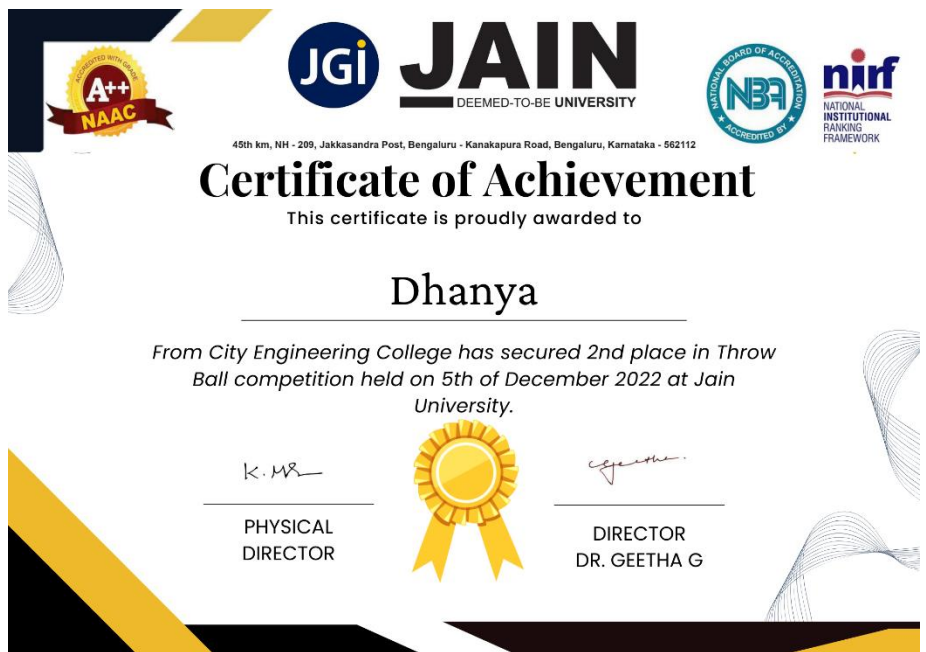 ACCREDITED WITH GRADE
A++
NAAC
JGi
JAIN
DEEMED-TO-BE UNIVERSITY
NATIONAL BOARD OF ACCREDITATION
NBA
ACCREDITED BY
nirf
NATIONAL
INSTITUTIONAL
RANKING
FRAMEWORK
45th km, NH - 209, Jakkasandra Post, Bengaluru - Kanakapura Road, Bengaluru, Karnataka - 562112
Certificate of Achievement
This certificate is proudly awarded to
Dhanya
From City Engineering College has secured 2nd place in Throw
Ball competition held on 5th of December 2022 at Jain
University.
Geetha.
PHYSICAL
DIRECTOR
DIRECTOR
DR. GEETHA G